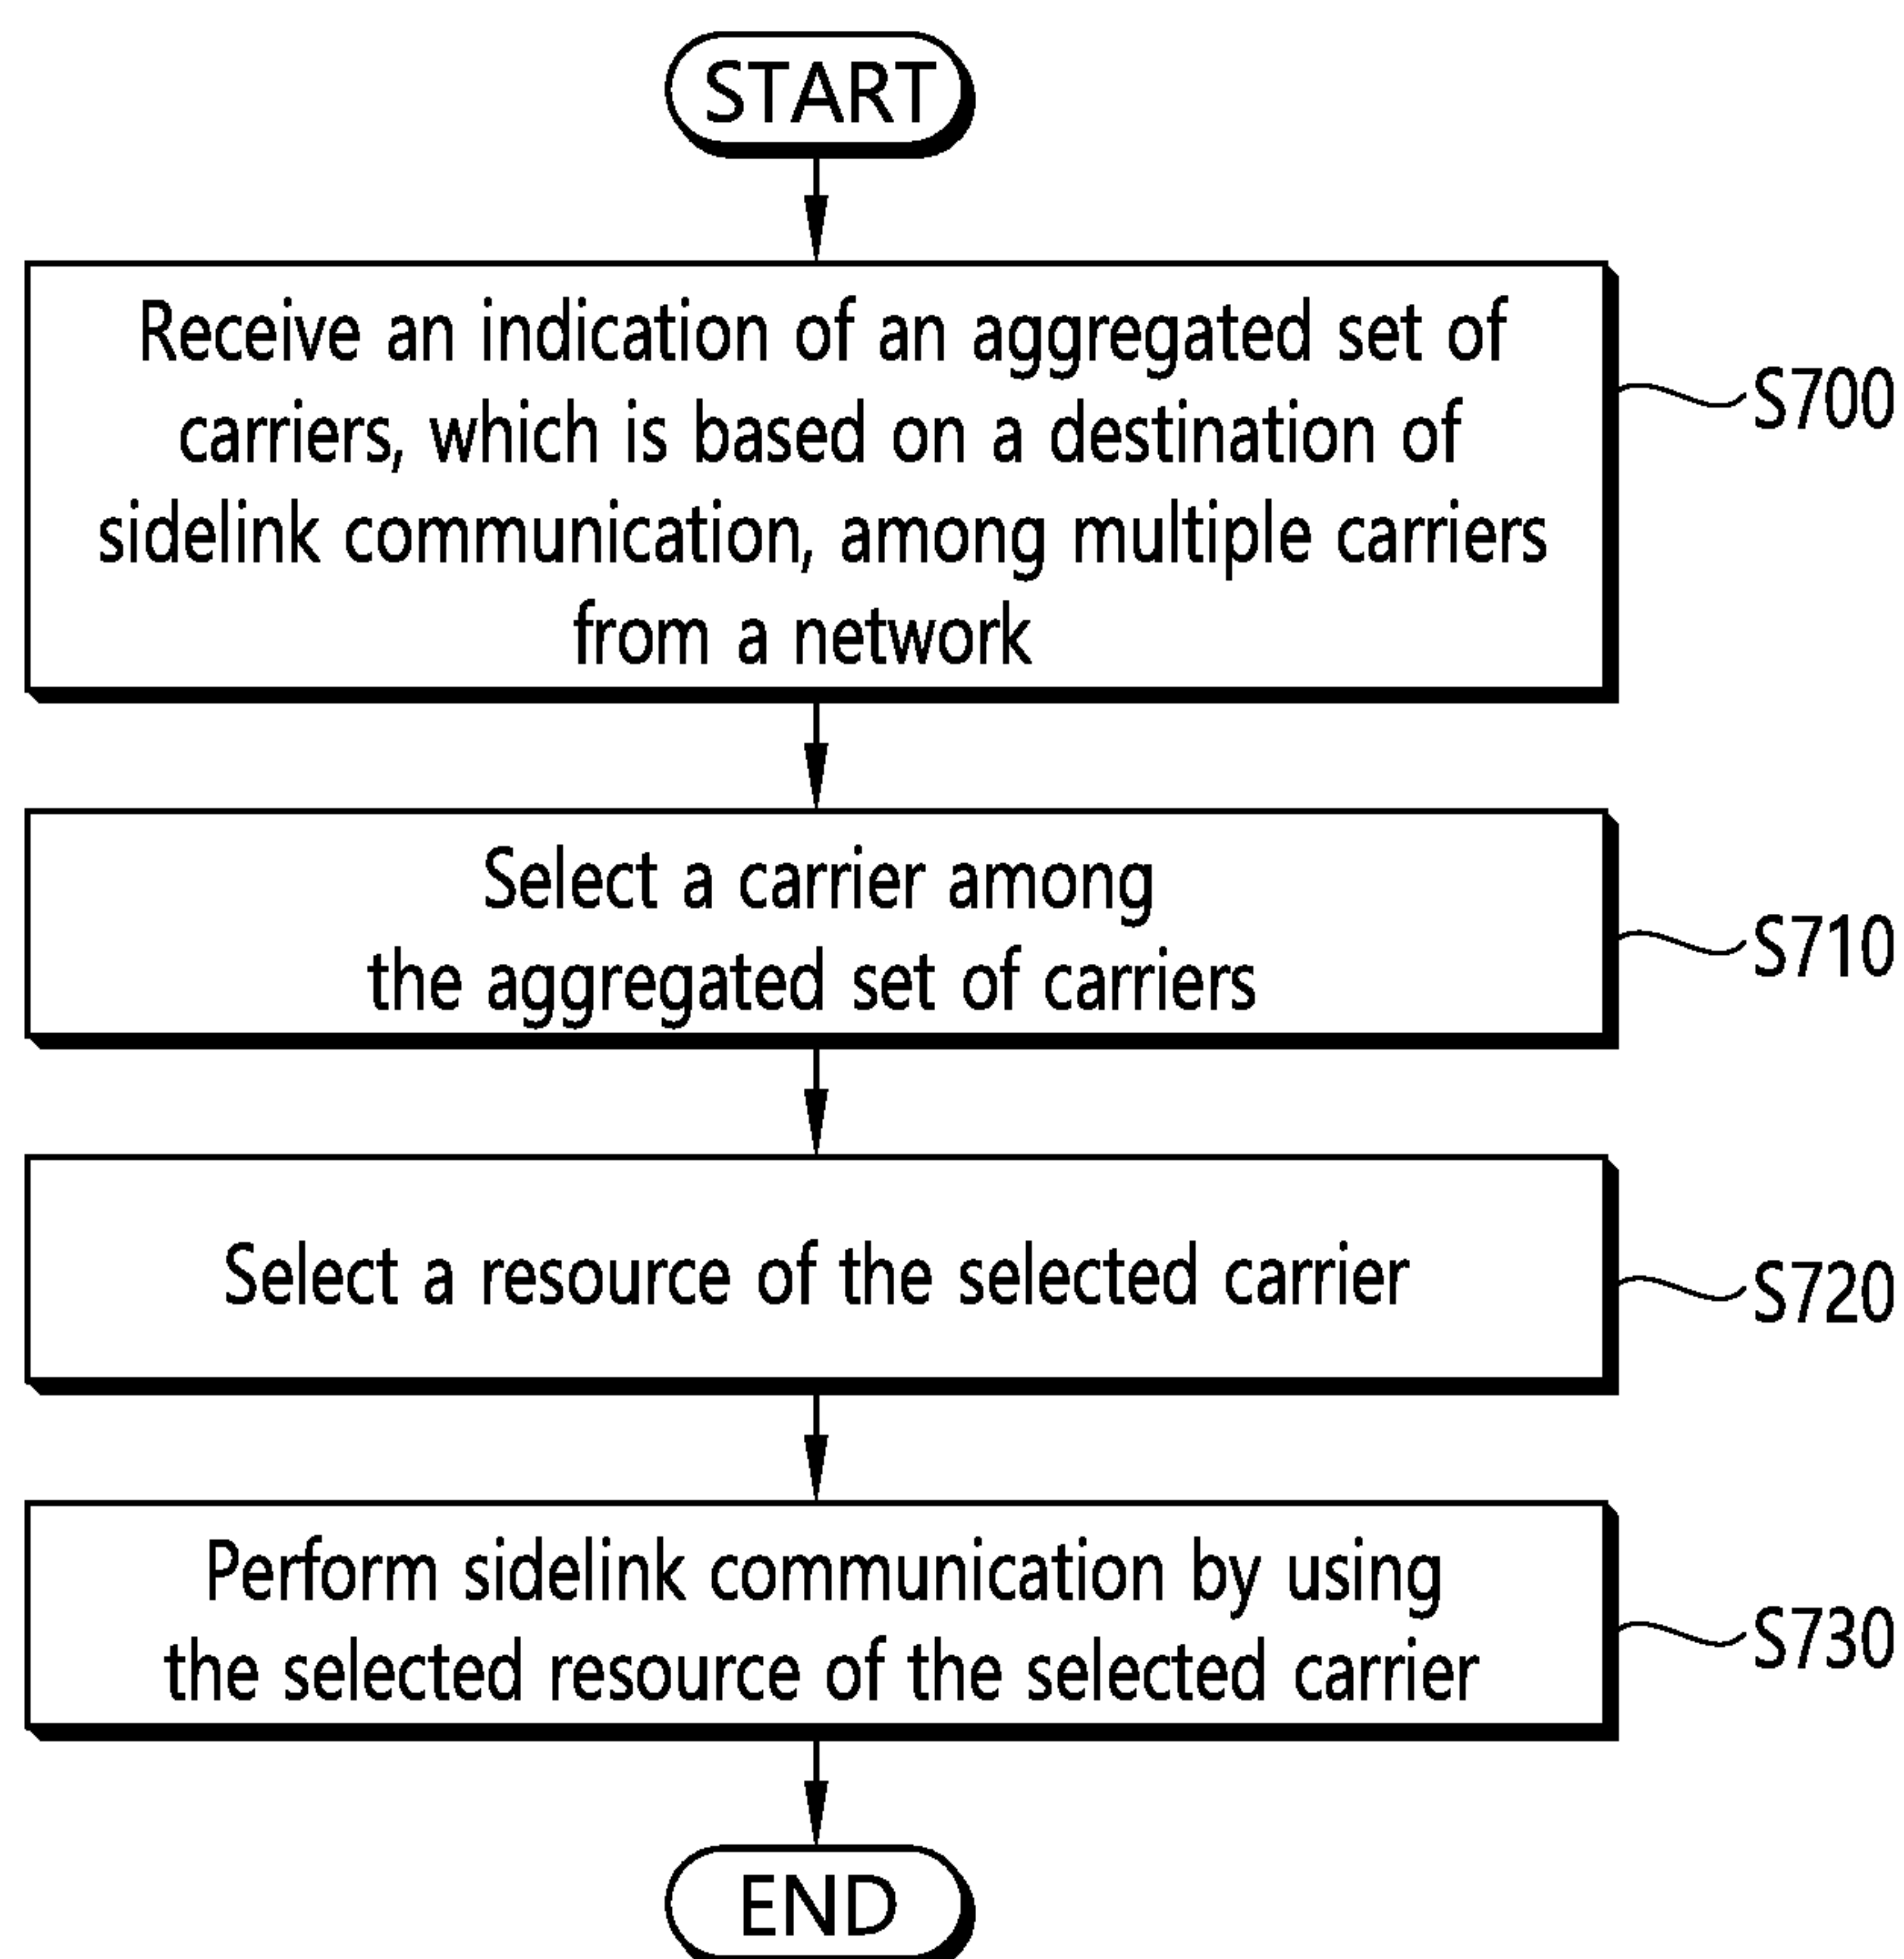 START
Receive an indication of an aggregated set of
carriers, which is based on a destination of
sidelink communication, among multiple carriers
from a network
S700
Select a carrier among
the aggregated set of carriers
S710
Select a resource of the selected carrier
S720
Perform sidelink communication by using
the selected resource of the selected carrier
S730
END